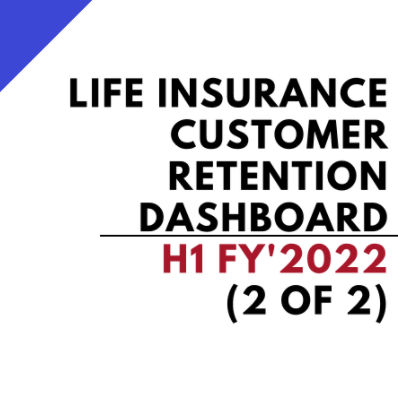 LIFE INSURANCE
CUSTOMER
RETENTION
DASHBOARD
H1 FY'2022
(2 OF 2)